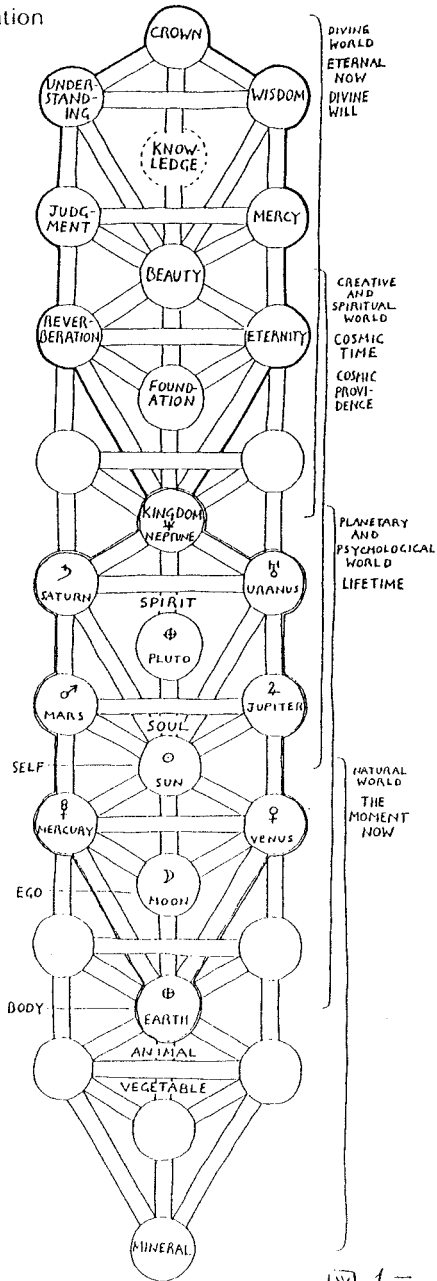 ation
CROWN
UNDER-
STAND-
ING
WISDOM
KNOW-
LEDGE
JUDG-
MENT
MERCY
BEAUTY
REVER-
BERATION
ETERNITY
FOUND-
ATION
KINGDOM
♆
NEPTUNE
♄
SATURN
♅
URANUS
SPIRIT
⊕
PLUTO
♂
MARS
♃
JUPITER
SOUL
SELF
☉
SUN
☿
MERCURY
♀
VENUS
EGO
☽
MOON
BODY
⊕
EARTH
ANIMAL
VEGETABLE
MINERAL
DIVINE
WORLD
ETERNAL
NOW
DIVINE
WILL
CREATIVE
AND
SPIRITUAL
WORLD
COSMIC
TIME
COSMIC
PROVI-
DENCE
PLANETARY
AND
PSYCHOLOGICAL
WORLD
LIFETIME
NATURAL
WORLD
THE
MOMENT
NOW